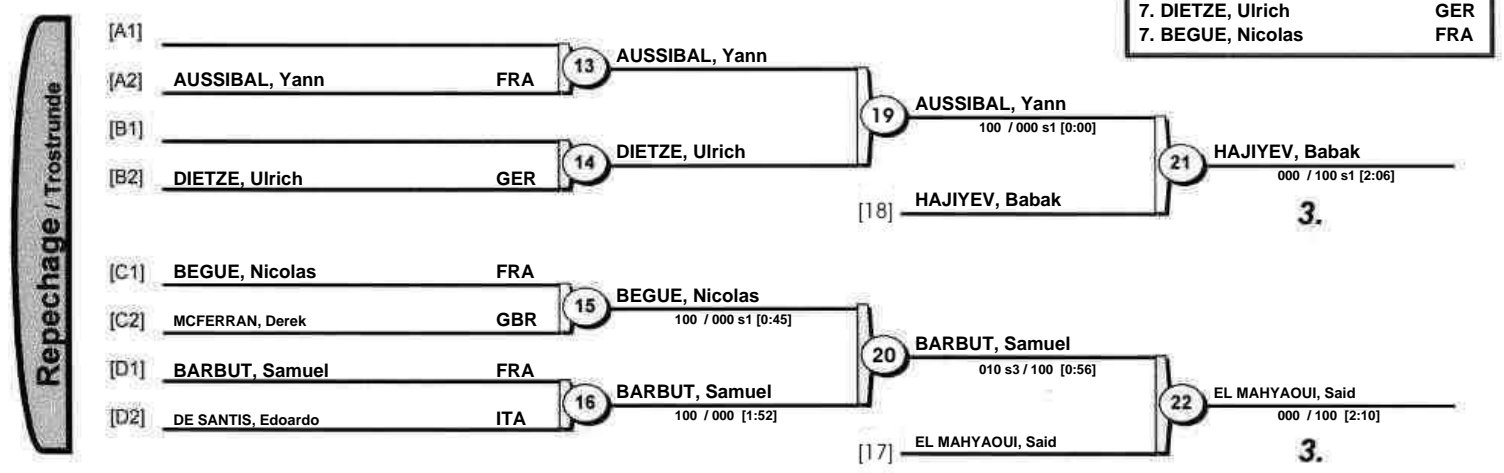 7. DIETZE, Ulrich GER
7. BEGUE, Nicolas FRA
Repechage / Trostrunde
[A1]
[A2] AUSSIBAL, Yann FRA
13
AUSSIBAL, Yann
[B1]
[B2] DIETZE, Ulrich GER
14
DIETZE, Ulrich
19
AUSSIBAL, Yann
100 / 000 s1 [0:00]
[18] HAJIYEV, Babak
21
HAJIYEV, Babak
000 / 100 s1 [2:06]
3.
[C1] BEGUE, Nicolas FRA
[C2] MCFERRAN, Derek GBR
15
BEGUE, Nicolas
100 / 000 s1 [0:45]
[D1] BARBUT, Samuel FRA
[D2] DE SANTIS, Edoardo ITA
16
BARBUT, Samuel
100 / 000 [1:52]
20
BARBUT, Samuel
010 s3 / 100 [0:56]
[17] EL MAHYAOUI, Said
22
EL MAHYAOUI, Said
000 / 100 [2:10]
3.